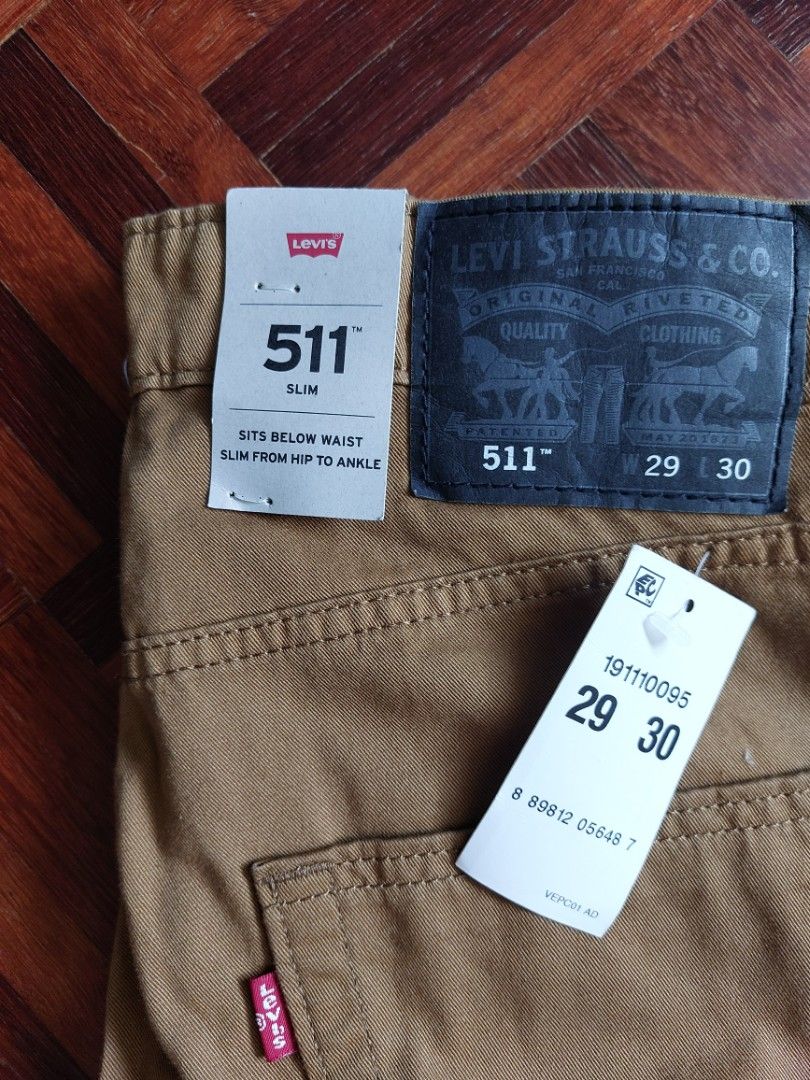 LEVI'S
511™
SLIM
SITS BELOW WAIST
SLIM FROM HIP TO ANKLE
LEVI STRAUSS & CO.
SAN FRANCISCO
CAL.
ORIGINAL RIVETED
QUALITY CLOTHING
PATENTED
511™ W 29 L 30
191110095
29 30
8 89812 05648 7
VEPC01 AD
Levi's